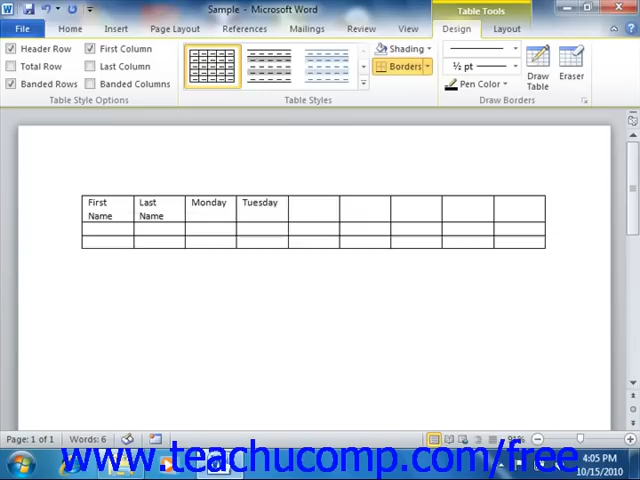 Sample - Microsoft Word
Table Tools
File Home Insert Page Layout References Mailings Review View Design Layout
Header Row First Column
Total Row Last Column
Banded Rows Banded Columns
Table Style Options
Table Styles
Shading
Borders
½ pt
Pen Color
Draw Table
Eraser
Draw Borders
First Name
Last Name
Monday
Tuesday
Page: 1 of 1 Words: 6 91%
www.teachucomp.com/free
4:05 PM
10/15/2010